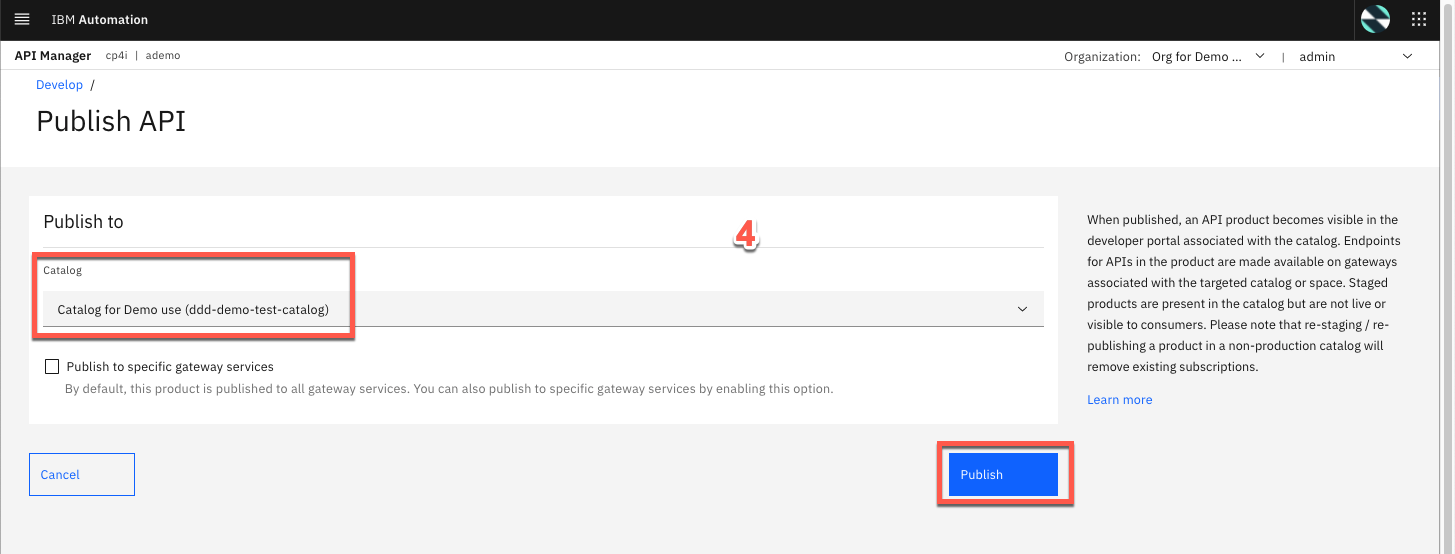 IBM Automation
API Manager cp4i | ademo Organization: Org for Demo ... | admin
Develop /
Publish API
Publish to
4
Catalog
Catalog for Demo use (ddd-demo-test-catalog)
Publish to specific gateway services
By default, this product is published to all gateway services. You can also publish to specific gateway services by enabling this option.
Cancel
Publish
When published, an API product becomes visible in the
developer portal associated with the catalog. Endpoints
for APIs in the product are made available on gateways
associated with the targeted catalog or space. Staged
products are present in the catalog but are not live or
visible to consumers. Please note that re-staging / re-
publishing a product in a non-production catalog will
remove existing subscriptions.
Learn more